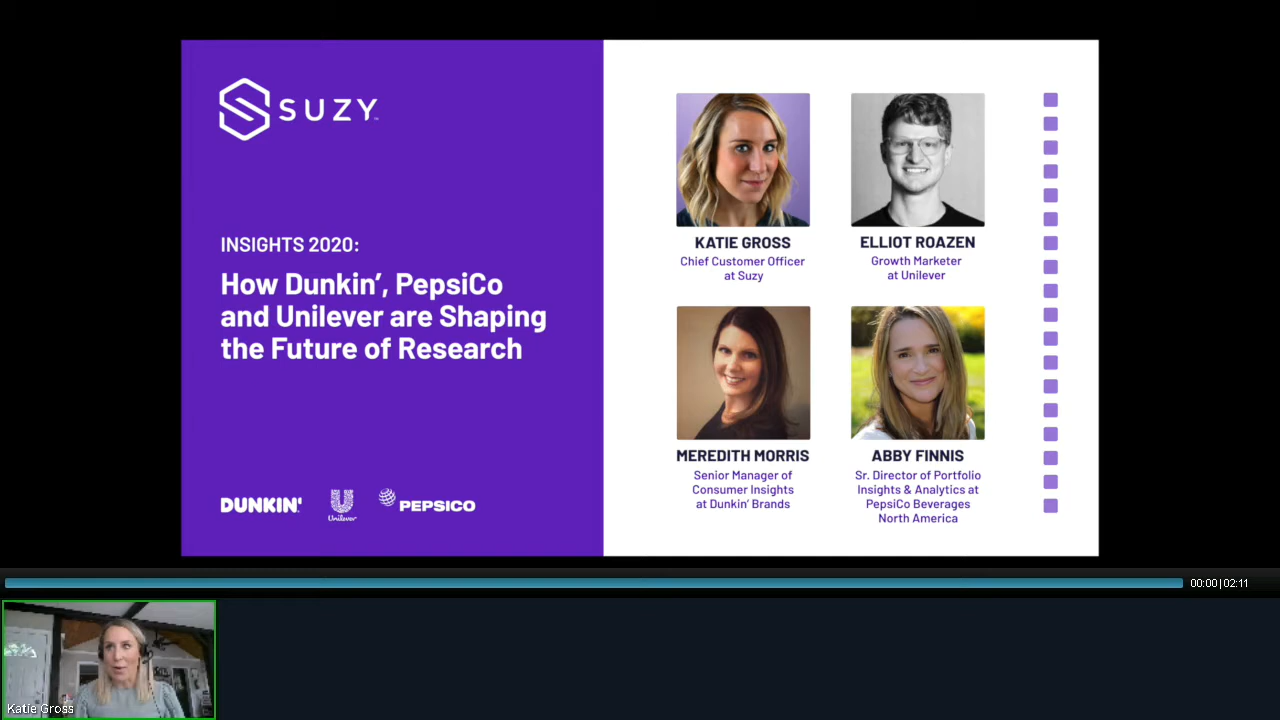 SUZY
INSIGHTS 2020:
How Dunkin', PepsiCo
and Unilever are Shaping
the Future of Research
DUNKIN'
Unilever
PEPSICO
KATIE GROSS
Chief Customer Officer
at Suzy
ELLIOT ROAZEN
Growth Marketer
at Unilever
MEREDITH MORRIS
Senior Manager of
Consumer Insights
at Dunkin' Brands
ABBY FINNIS
Sr. Director of Portfolio
Insights & Analytics at
PepsiCo Beverages
North America
00:00|02:11
Katie Gross